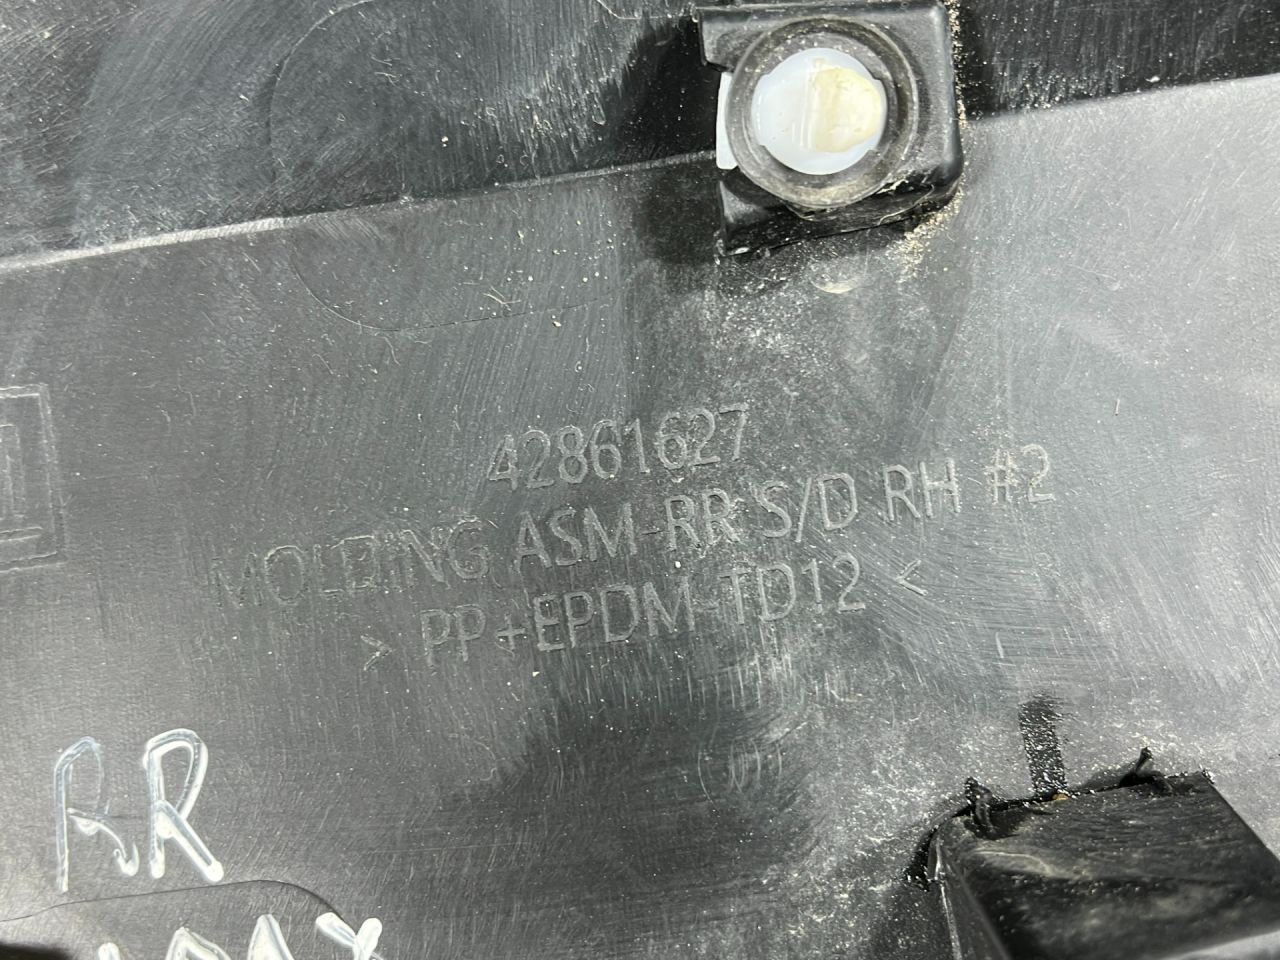 42861627
MOLDING ASM-RR S/D RH #2
> PP+EPDM-TD12 <
RR